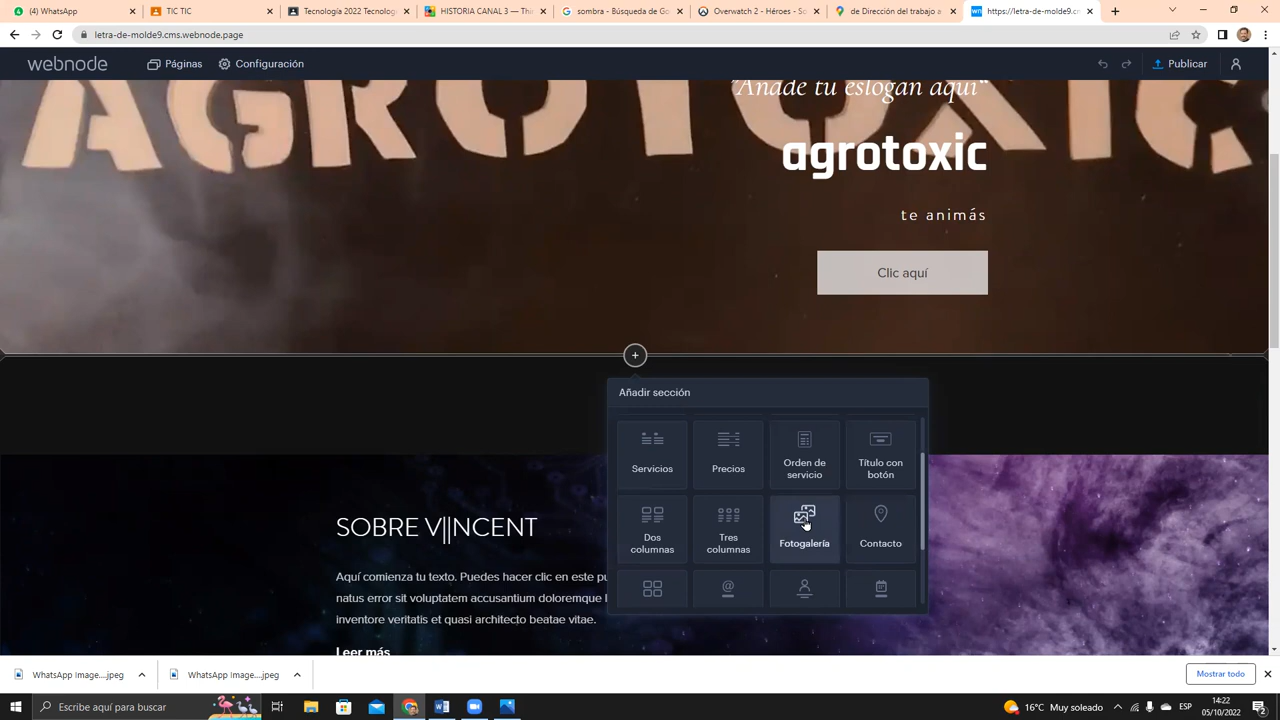 (4) WhatsApp
TIC TIC
Tecnología 2022 Tecnolog
HISTORIA CANAL 3 — Thi
sombra - Búsqueda de Go
Overwatch 2 - Héroes - So
de Dirección del trabajo a
https://letra-de-molde9.cm
letra-de-molde9.cms.webnode.page
webnode
Páginas
Configuración
Publicar
AGROTOXIC
"Añade tu eslogan aquí“
agrotoxic
te animás
Clic aquí
Añadir sección
Servicios
Precios
Orden de
servicio
Título con
botón
Dos
columnas
Tres
columnas
Fotogalería
Contacto
SOBRE V||NCENT
Aquí comienza tu texto. Puedes hacer clic en este pu
natus error sit voluptatem accusantium doloremque l
inventore veritatis et quasi architecto beatae vitae.
Leer más
WhatsApp Image....jpeg
WhatsApp Image....jpeg
Mostrar todo
Escribe aquí para buscar
16°C Muy soleado
ESP
14:22
05/10/2022
2